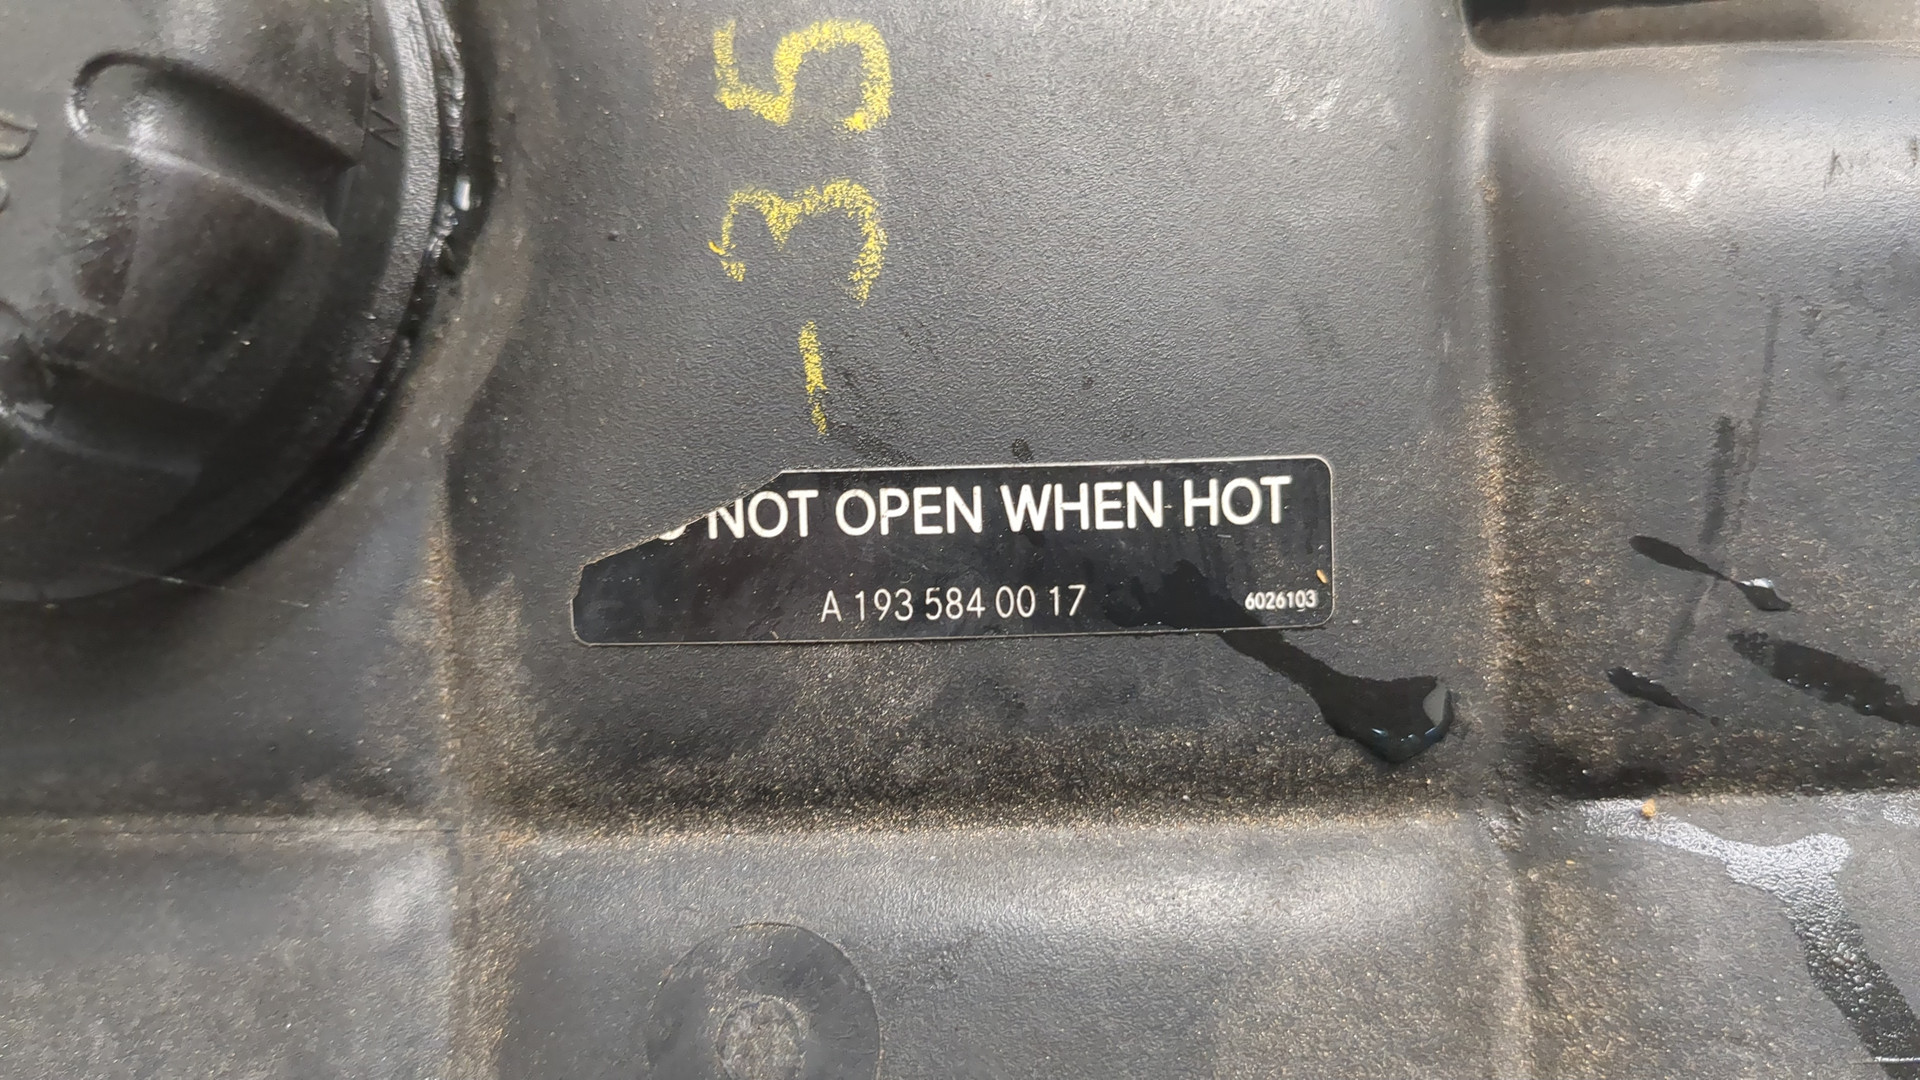 -35
NOT OPEN WHEN HOT
A 193 584 00 17
6026103